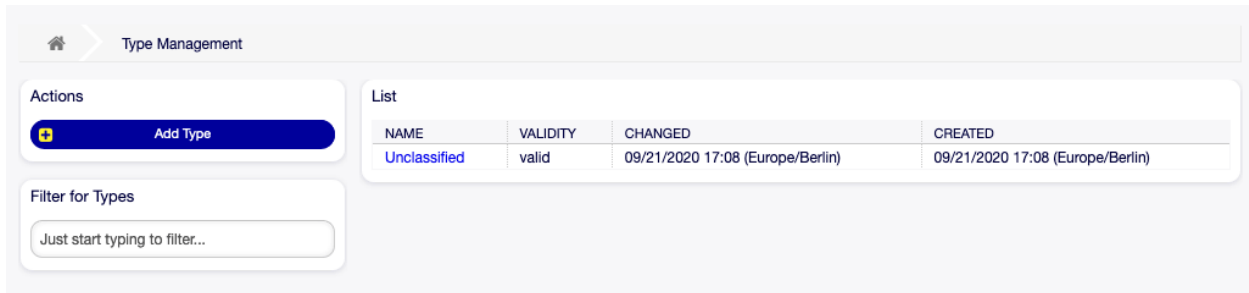 Type Management
Actions
Add Type
Filter for Types
Just start typing to filter...
List
NAME VALIDITY CHANGED CREATED
Unclassified valid 09/21/2020 17:08 (Europe/Berlin) 09/21/2020 17:08 (Europe/Berlin)